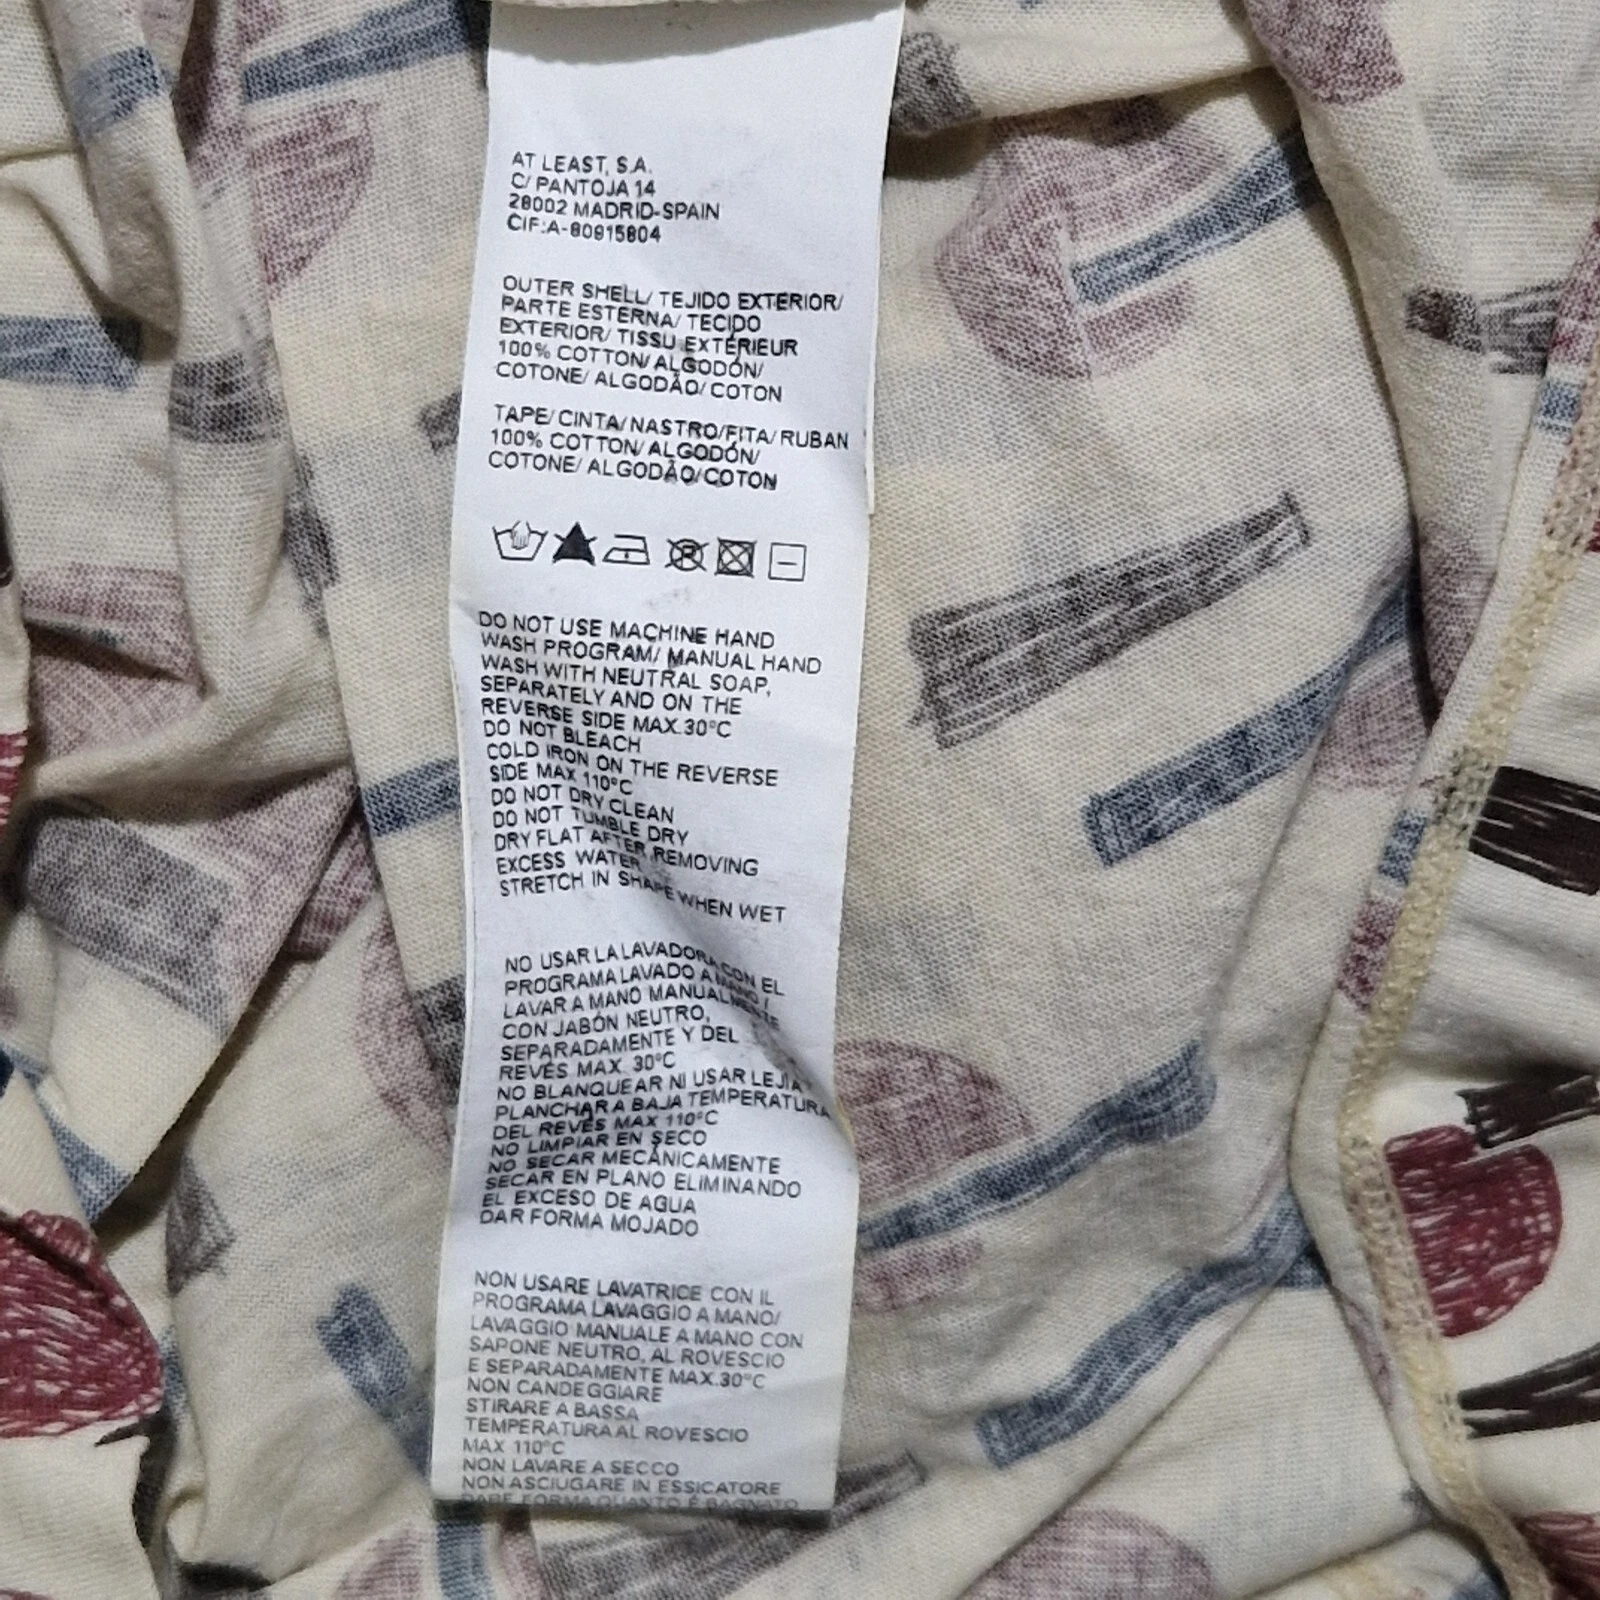 AT LEAST, S.A.
C/ PANTOJA 14
28002 MADRID-SPAIN
CIF:A-80915804
OUTER SHELL/ TEJIDO EXTERIOR/
PARTE ESTERNA/ TECIDO
EXTERIOR/ TISSU EXTÉRIEUR
100% COTTON/ ALGODÓN/
COTONE/ ALGODÃO/ COTON
TAPE/ CINTA/ NASTRO/FITA/ RUBAN
100% COTTON/ ALGODÓN/
COTONE/ ALGODÃO/COTON
DO NOT USE MACHINE HAND
WASH PROGRAM/ MANUAL HAND
WASH WITH NEUTRAL SOAP,
SEPARATELY AND ON THE
REVERSE SIDE MAX.30°C
DO NOT BLEACH
COLD IRON ON THE REVERSE
SIDE MAX 110°C
DO NOT DRY CLEAN
DO NOT TUMBLE DRY
DRY FLAT AFTER REMOVING
EXCESS WATER
STRETCH IN SHAPE WHEN WET
NO USAR LA LAVADORA CON EL
PROGRAMA LAVADO A MANO /
LAVAR A MANO MANUALMENTE
CON JABÓN NEUTRO,
SEPARADAMENTE Y DEL
REVÉS MAX. 30°C
NO BLANQUEAR NI USAR LEJÍA
PLANCHAR A BAJA TEMPERATURA
DEL REVÉS MAX 110°C
NO LIMPIAR EN SECO
NO SECAR MECÁNICAMENTE
SECAR EN PLANO ELIMINANDO
EL EXCESO DE AGUA
DAR FORMA MOJADO
NON USARE LAVATRICE CON IL
PROGRAMA LAVAGGIO A MANO/
LAVAGGIO MANUALE A MANO CON
SAPONE NEUTRO, AL ROVESCIO
E SEPARADAMENTE MAX.30°C
NON CANDEGGIARE
STIRARE A BASSA
TEMPERATURA AL ROVESCIO
MAX 110°C
NON LAVARE A SECCO
NON ASCIUGARE IN ESSICATORE
DARE FORMA QUANTO É BAGNATO